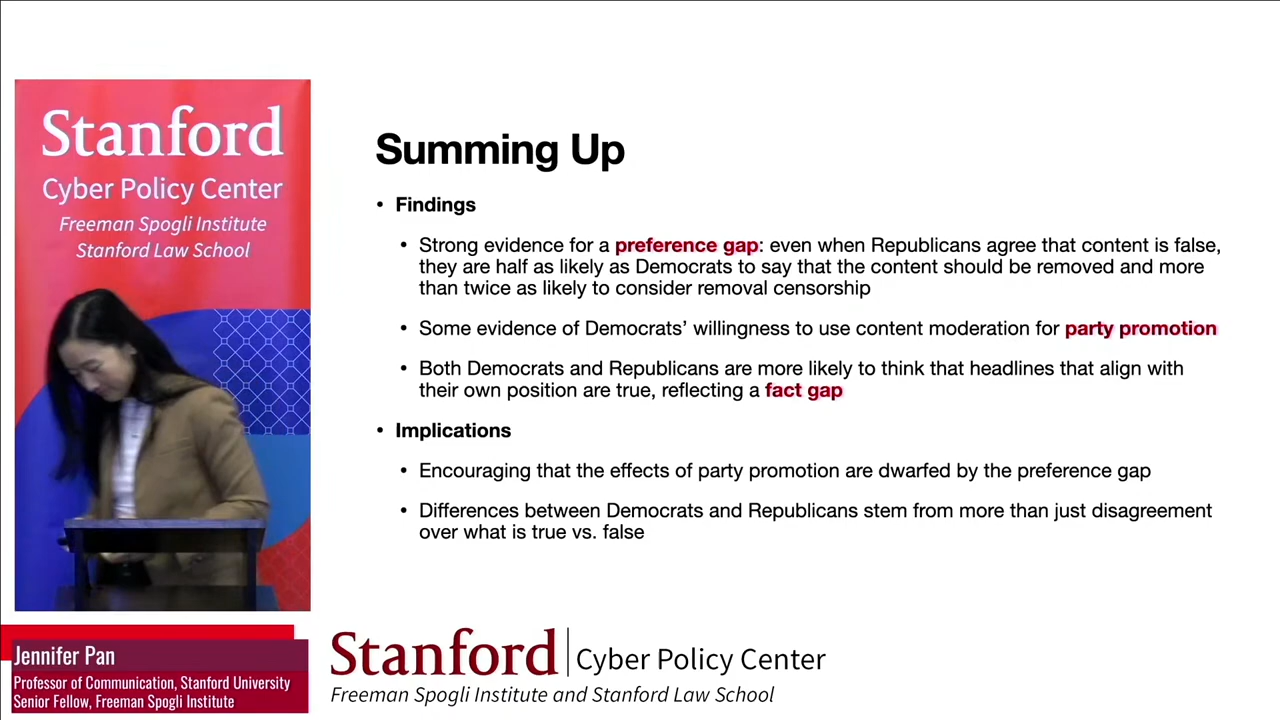 Stanford
Cyber Policy Center
Freeman Spogli Institute
Stanford Law School
Summing Up
• Findings
• Strong evidence for a preference gap: even when Republicans agree that content is false,
they are half as likely as Democrats to say that the content should be removed and more
than twice as likely to consider removal censorship
• Some evidence of Democrats’ willingness to use content moderation for party promotion
• Both Democrats and Republicans are more likely to think that headlines that align with
their own position are true, reflecting a fact gap
• Implications
• Encouraging that the effects of party promotion are dwarfed by the preference gap
• Differences between Democrats and Republicans stem from more than just disagreement
over what is true vs. false
Jennifer Pan
Professor of Communication, Stanford University
Senior Fellow, Freeman Spogli Institute
Stanford | Cyber Policy Center
Freeman Spogli Institute and Stanford Law School